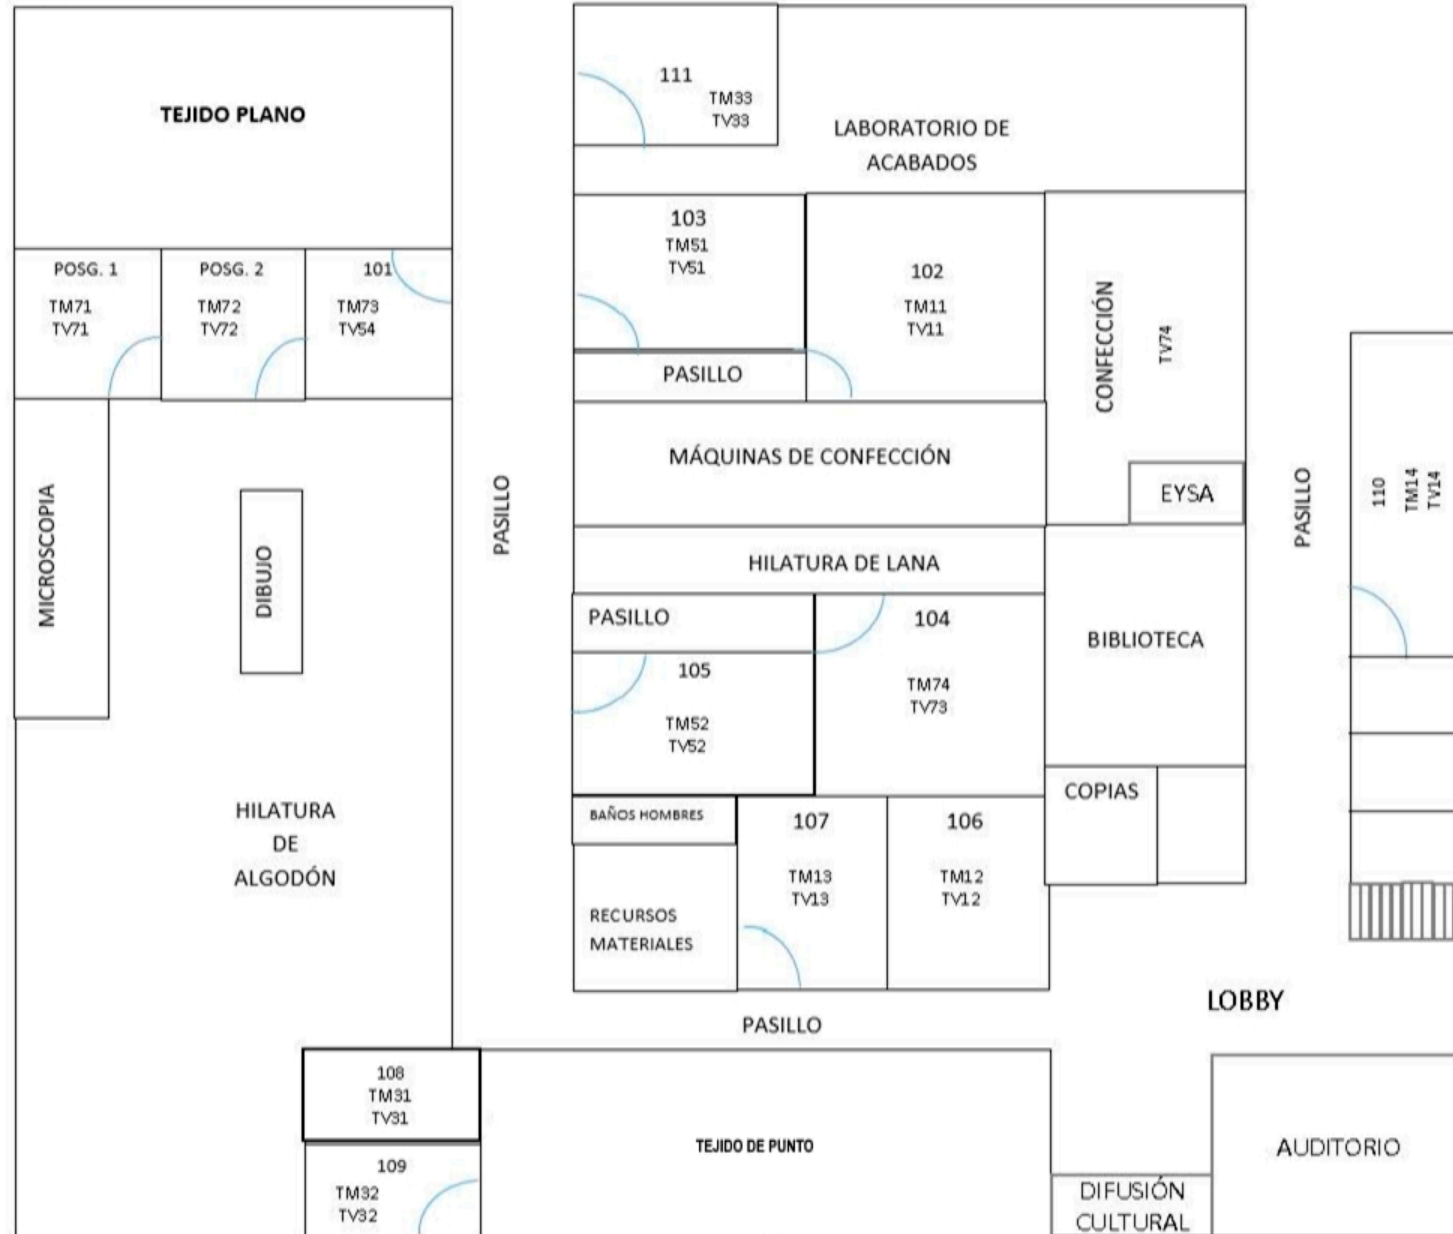 TEJIDO PLANO
POSG. 1
TM71
TV71
POSG. 2
TM72
TV72
101
TM73
TV54
MICROSCOPIA
DIBUJO
HILATURA
DE
ALGODÓN
108
TM31
TV31
109
TM32
TV32
PASILLO
111
TM33
TV33
LABORATORIO DE
ACABADOS
103
TM51
TV51
102
TM11
TV11
PASILLO
CONFECCIÓN
TV74
MÁQUINAS DE CONFECCIÓN
EYSA
HILATURA DE LANA
PASILLO
104
TM74
TV73
105
TM52
TV52
BIBLIOTECA
COPIAS
BAÑOS HOMBRES
107
TM13
TV13
106
TM12
TV12
RECURSOS
MATERIALES
PASILLO
TEJIDO DE PUNTO
PASILLO
110
TM14
TV14
LOBBY
AUDITORIO
DIFUSIÓN
CULTURAL